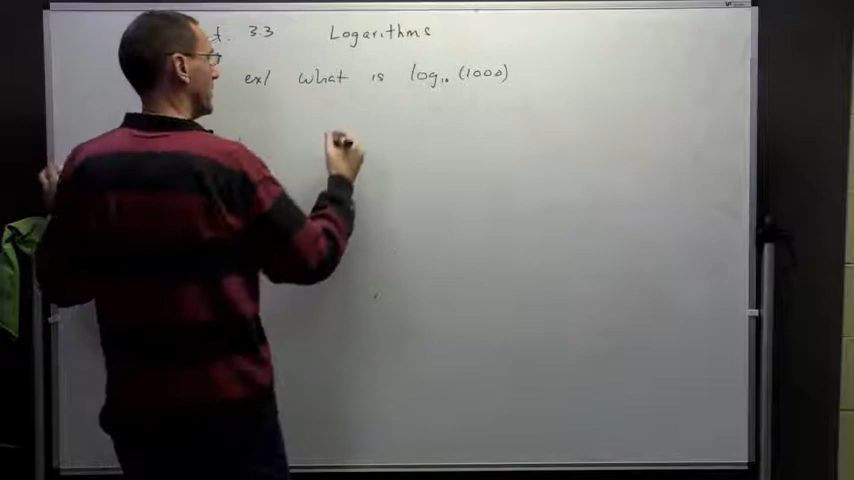 3.3 Logarithms
ex/ what is log₁₀ (1000)